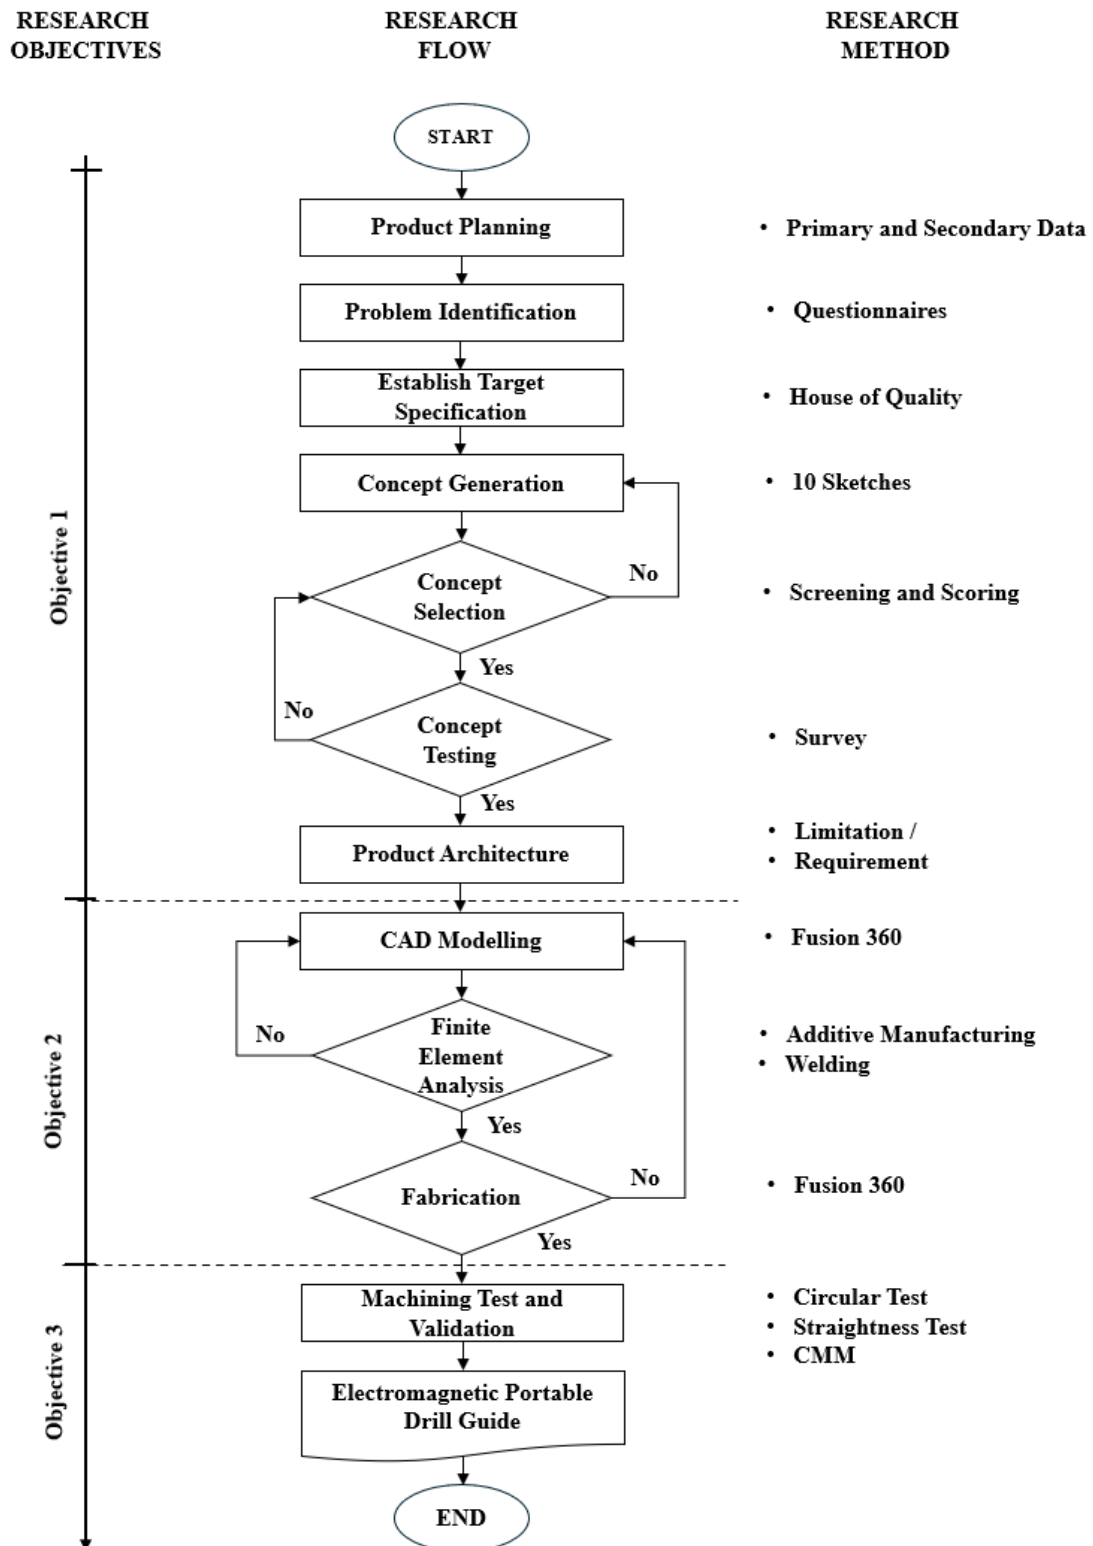 RESEARCH
OBJECTIVES
RESEARCH
FLOW
RESEARCH
METHOD
START
Product Planning
• Primary and Secondary Data
Problem Identification
• Questionnaires
Establish Target
Specification
• House of Quality
Concept Generation
• 10 Sketches
Objective 1
Concept
Selection
No
• Screening and Scoring
Yes
No
Concept
Testing
• Survey
Yes
Product Architecture
• Limitation /
• Requirement
CAD Modelling
• Fusion 360
Objective 2
No
Finite
Element
Analysis
• Additive Manufacturing
• Welding
Yes
Fabrication
No
• Fusion 360
Yes
Objective 3
Machining Test and
Validation
• Circular Test
• Straightness Test
• CMM
Electromagnetic Portable
Drill Guide
END